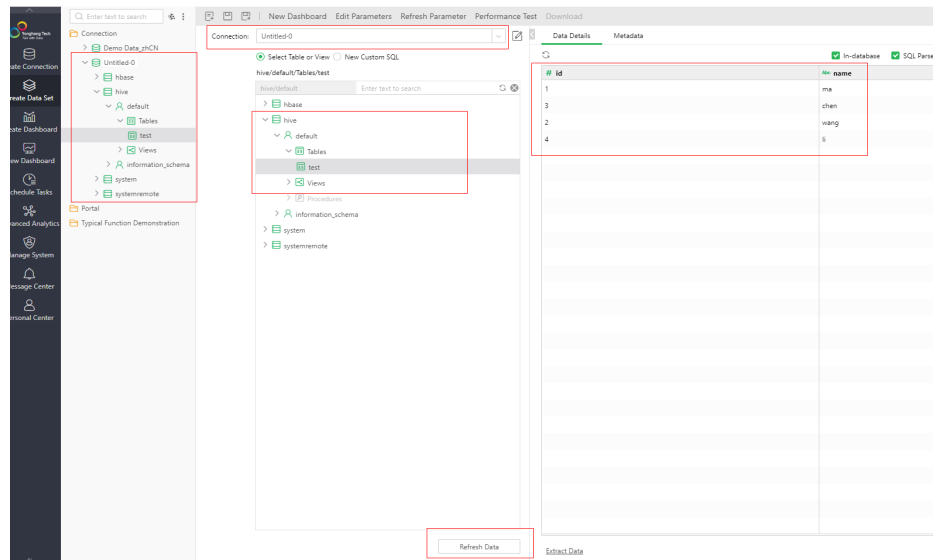 Yonghong Tech
Talk with Data
eate Connection
reate Data Set
eate Dashboard
ew Dashboard
chedule Tasks
vanced Analytics
anage System
essage Center
ersonal Center
Enter text to search
Connection
Demo Data_zhCN
Untitled-0
hbase
hive
default
Tables
test
Views
information_schema
system
systemremote
Portal
Typical Function Demonstration
New Dashboard Edit Parameters Refresh Parameter Performance Test Download
Connection: Untitled-0
Select Table or View New Custom SQL
hive/default/Tables/test
hive/default Enter text to search
hbase
hive
default
Tables
test
Views
Procedures
information_schema
system
systemremote
Refresh Data
Data Details Metadata
In-database SQL Parse
# id Abc name
1 ma
3 chen
2 wang
4 li
Extract Data